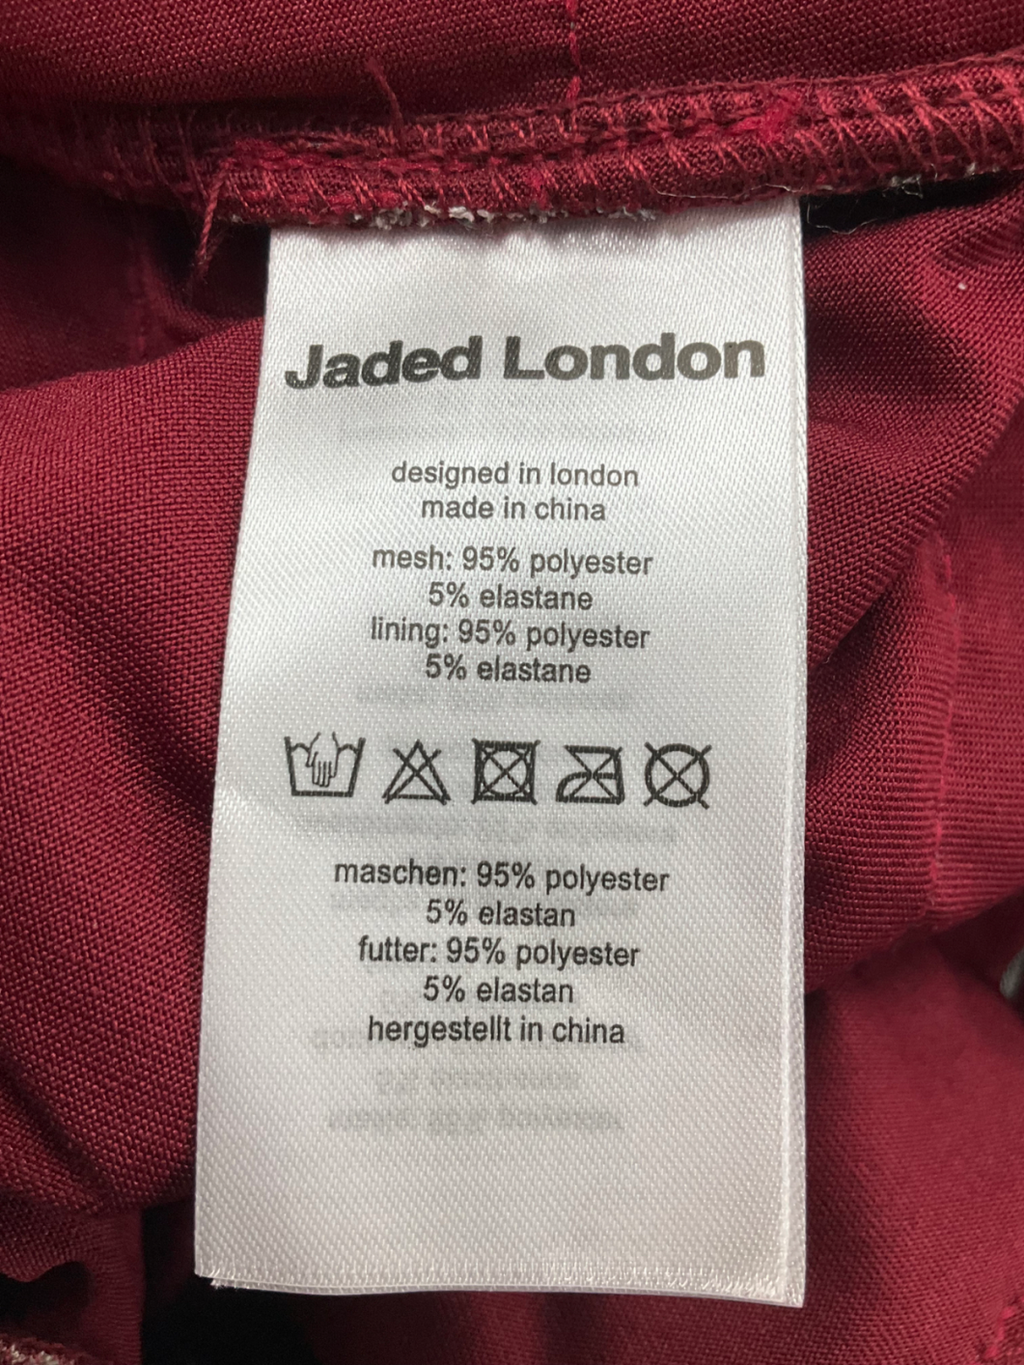 Jaded London
designed in london
made in china
mesh: 95% polyester
5% elastane
lining: 95% polyester
5% elastane
maschen: 95% polyester
5% elastan
futter: 95% polyester
5% elastan
hergestellt in china